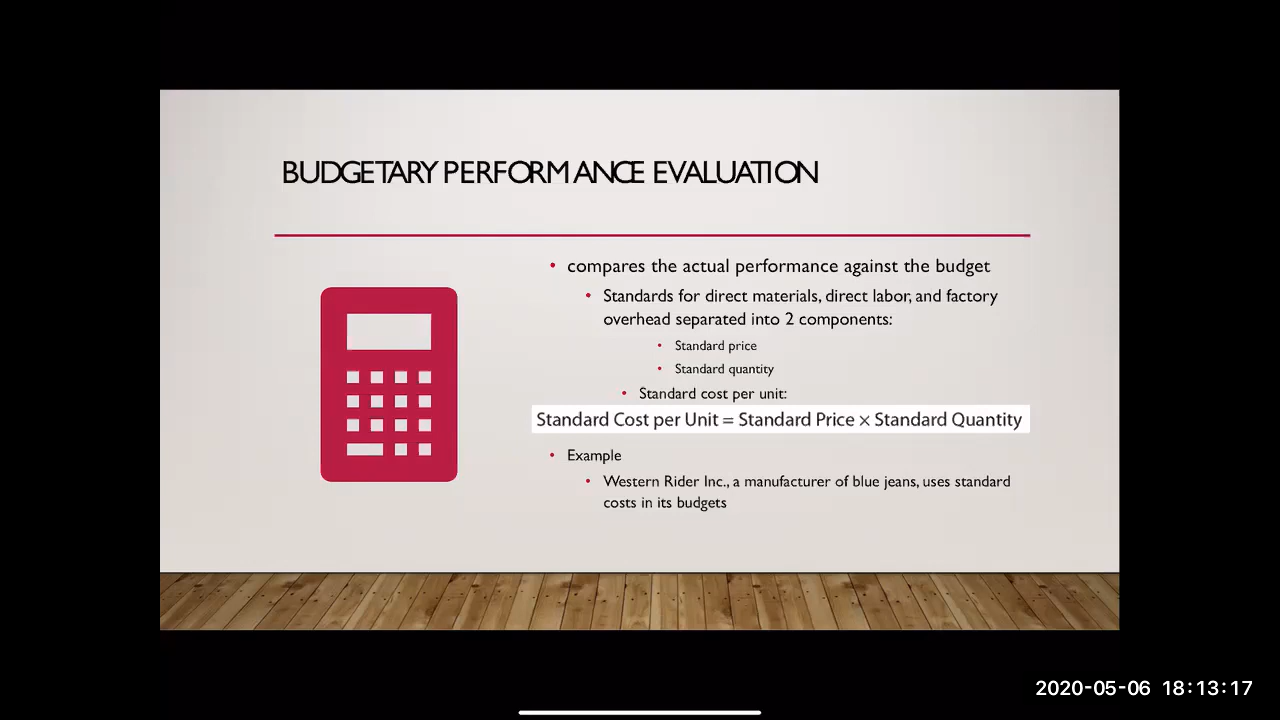 BUDGETARY PERFORMANCE EVALUATION
• compares the actual performance against the budget
• Standards for direct materials, direct labor, and factory
overhead separated into 2 components:
• Standard price
• Standard quantity
• Standard cost per unit:
Standard Cost per Unit = Standard Price × Standard Quantity
• Example
• Western Rider Inc., a manufacturer of blue jeans, uses standard
costs in its budgets
2020-05-06 18:13:17